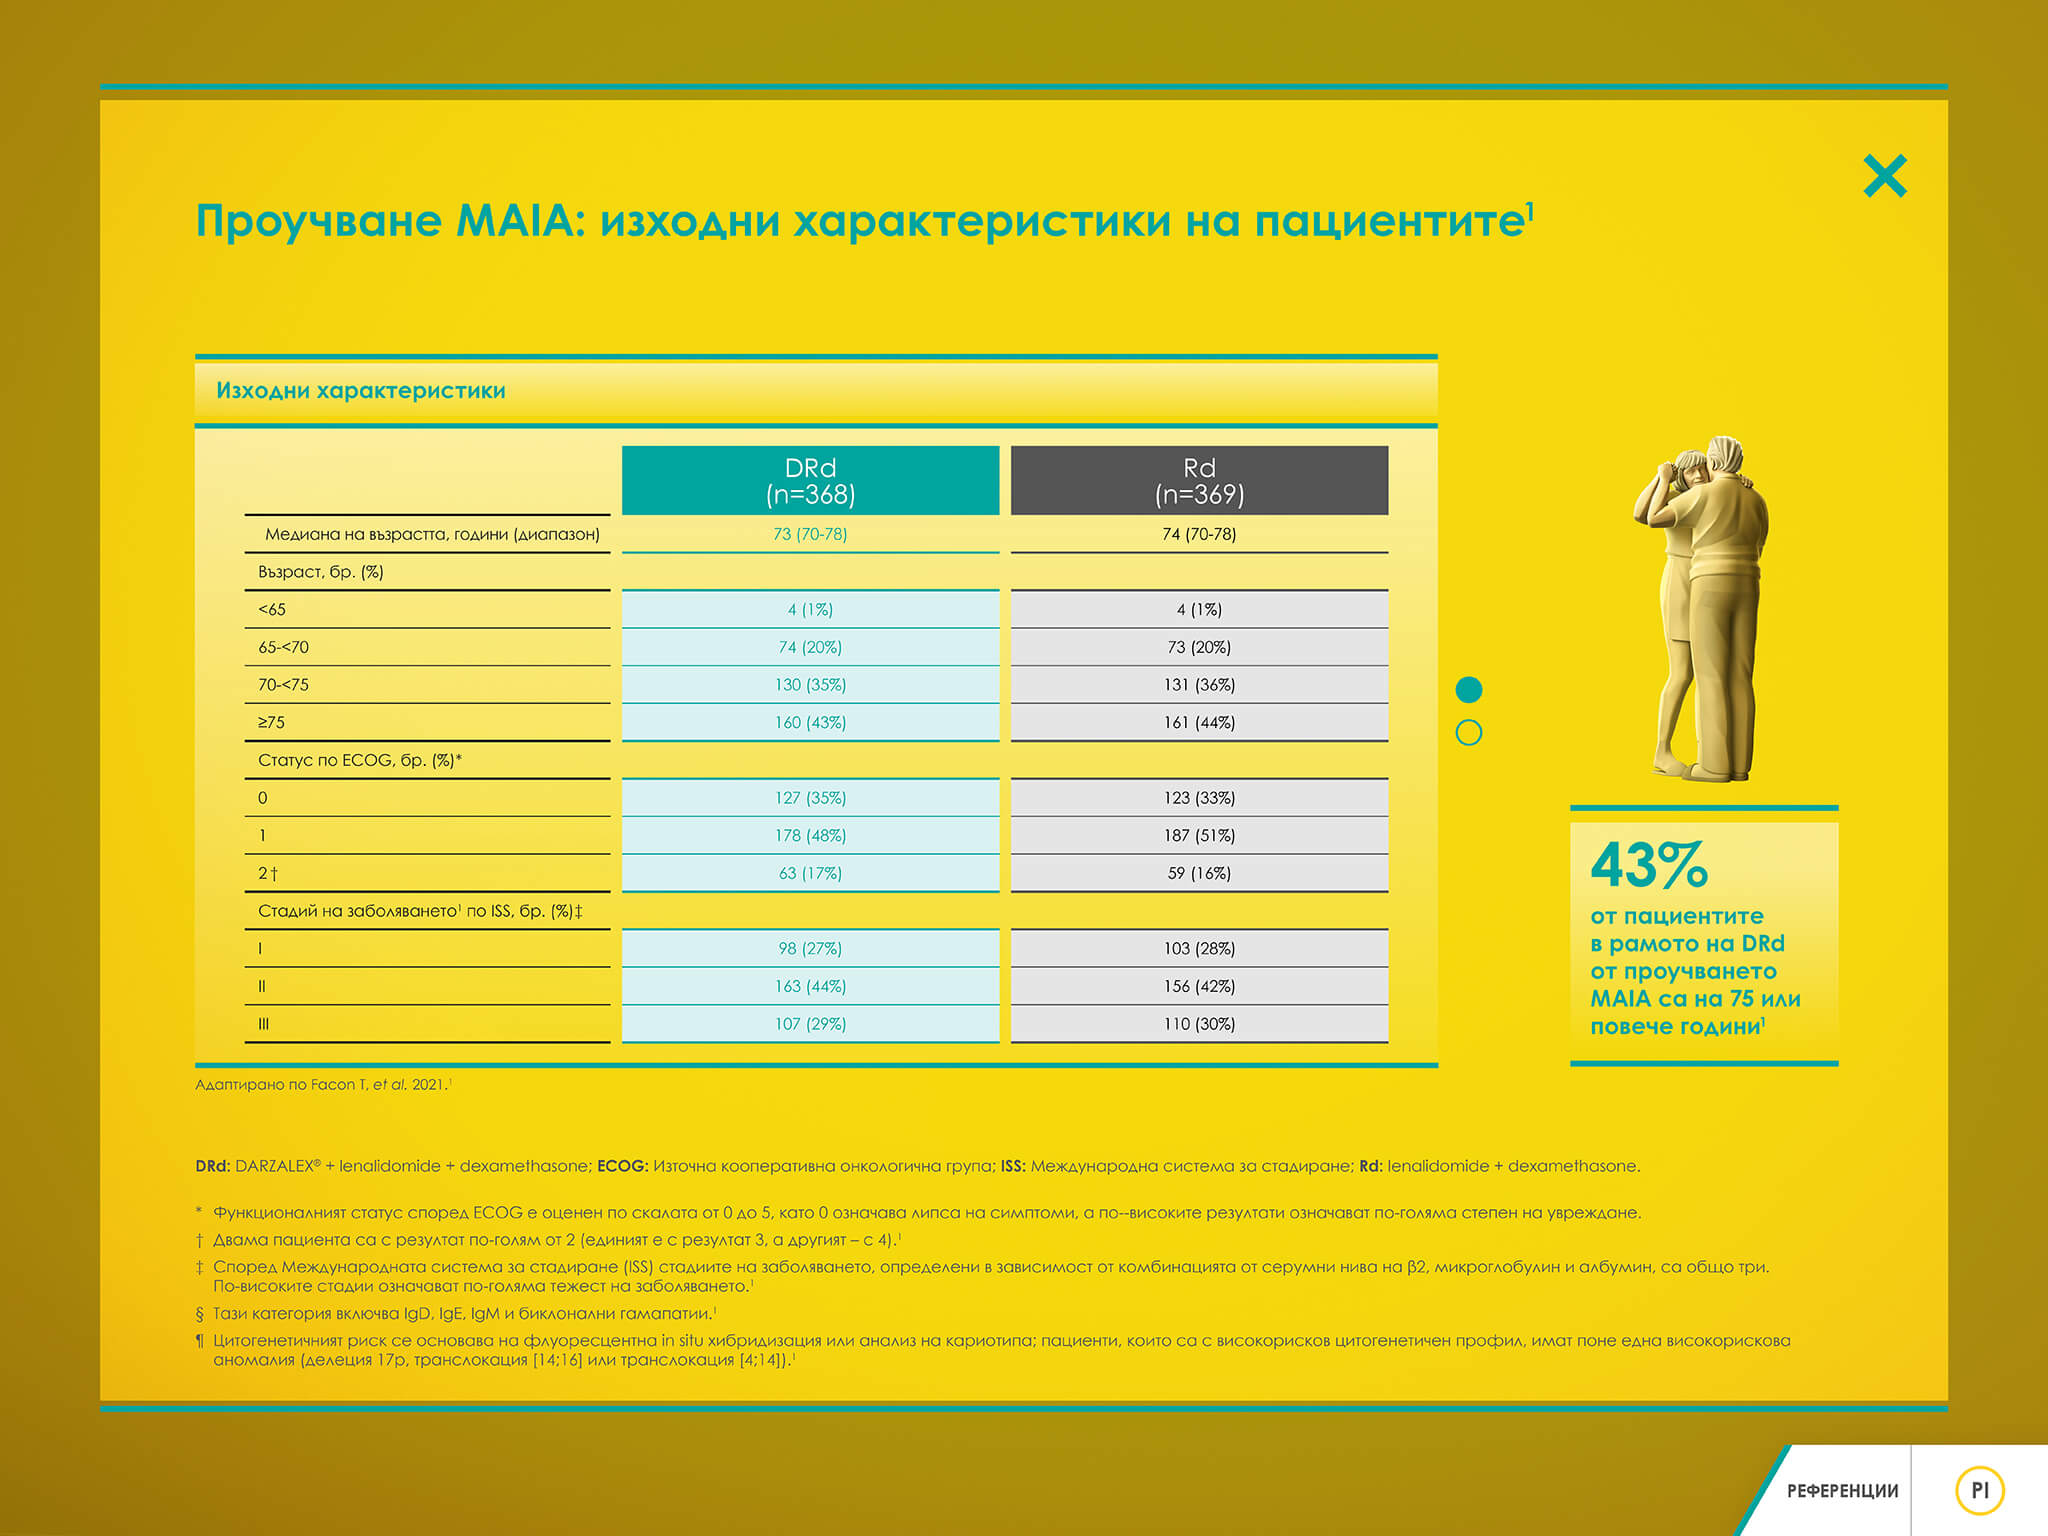 Проучване MAIA: изходни характеристики на пациентите¹
Изходни характеристики
DRd
(n=368)
Rd
(n=369)
Медиана на възрастта, години (диапазон) 73 (70-78) 74 (70-78)
Възраст, бр. (%)
<65 4 (1%) 4 (1%)
65-<70 74 (20%) 73 (20%)
70-<75 130 (35%) 131 (36%)
≥75 160 (43%) 161 (44%)
Статус по ECOG, бр. (%)*
0 127 (35%) 123 (33%)
1 178 (48%) 187 (51%)
2† 63 (17%) 59 (16%)
Стадий на заболяването¹ по ISS, бр. (%)‡
I 98 (27%) 103 (28%)
II 163 (44%) 156 (42%)
III 107 (29%) 110 (30%)
Адаптирано по Facon T, et al. 2021.¹
43%
от пациентите
в рамото на DRd
от проучването
MAIA са на 75 или
повече години¹
DRd: DARZALEX® + lenalidomide + dexamethasone; ECOG: Източна кооперативна онкологична група; ISS: Международна система за стадиране; Rd: lenalidomide + dexamethasone.
* Функционалният статус според ECOG е оценен по скалата от 0 до 5, като 0 означава липса на симптоми, а по--високите резултати означават по-голяма степен на увреждане.
† Двама пациента са с резултат по-голям от 2 (единият е с резултат 3, а другият – с 4).¹
‡ Според Международната система за стадиране (ISS) стадиите на заболяването, определени в зависимост от комбинацията от серумни нива на β2, микроглобулин и албумин, са общо три.
По-високите стадии означават по-голяма тежест на заболяването.¹
§ Тази категория включва IgD, IgE, IgM и биклонални гамапатии.¹
¶ Цитогенетичният риск се основава на флуоресцентна in situ хибридизация или анализ на кариотипа; пациенти, които са с високорисков цитогенетичен профил, имат поне една високорискова
аномалия (делеция 17p, транслокация [14;16] или транслокация [4;14]).¹
РЕФЕРЕНЦИИ
PI